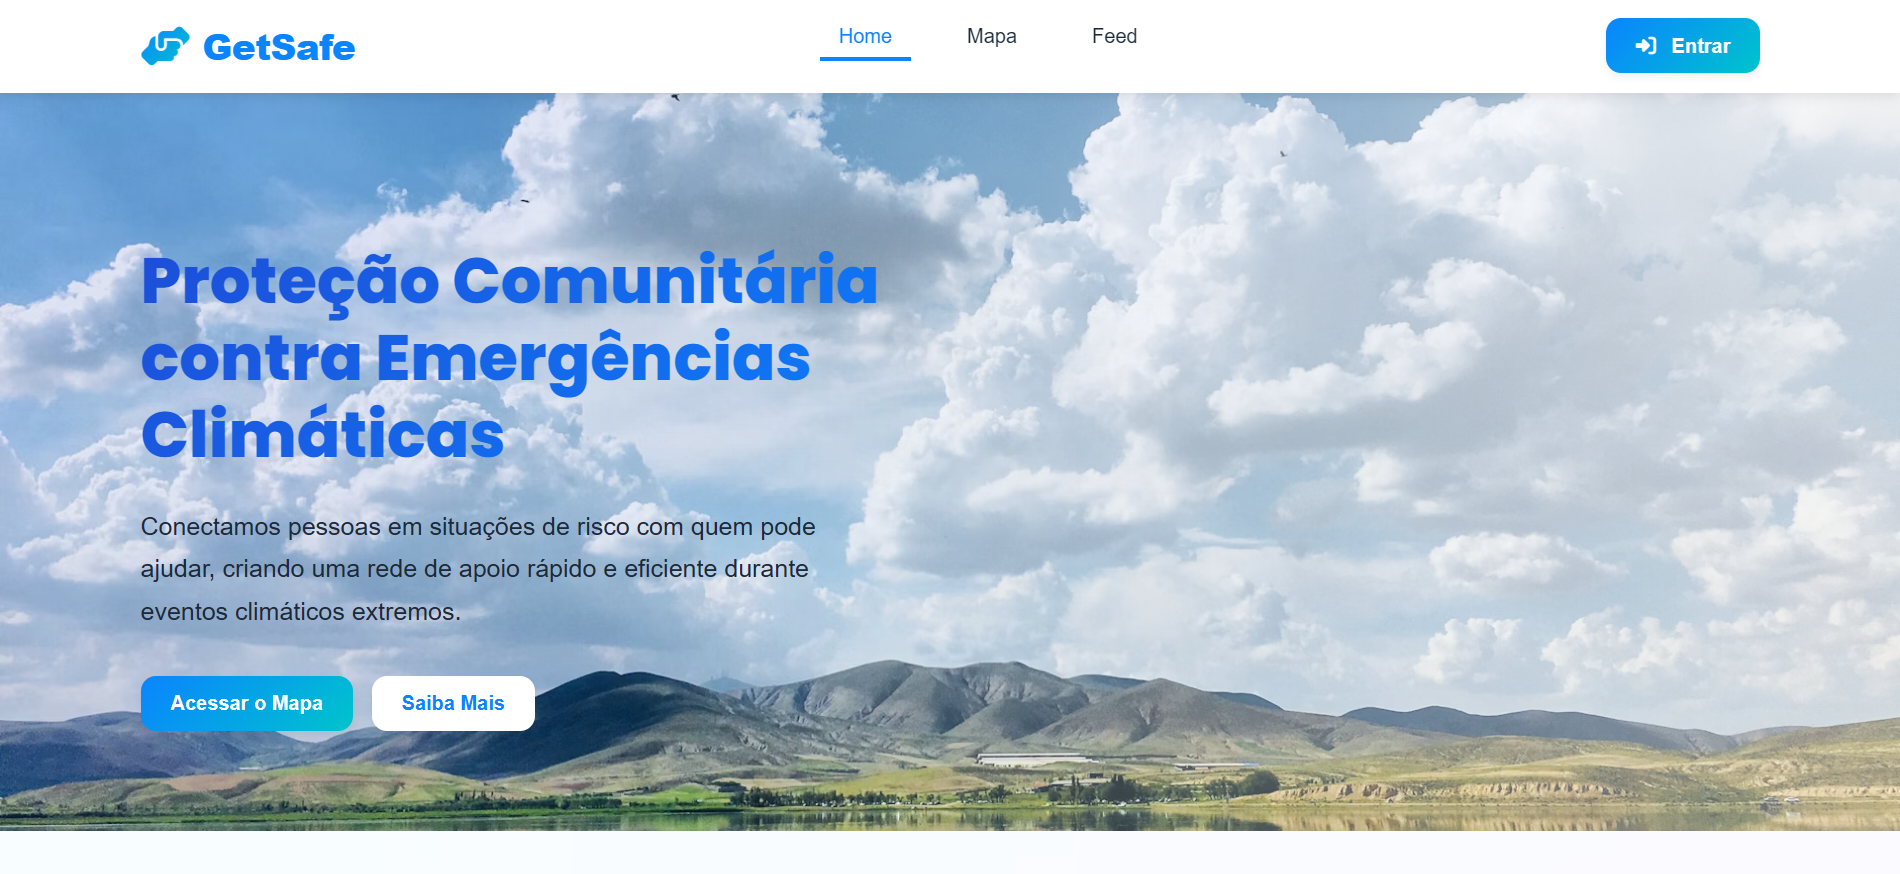 GetSafe
Home
Mapa
Feed
Entrar
Proteção Comunitária
contra Emergências
Climáticas
Conectamos pessoas em situações de risco com quem pode
ajudar, criando uma rede de apoio rápido e eficiente durante
eventos climáticos extremos.
Acessar o Mapa
Saiba Mais